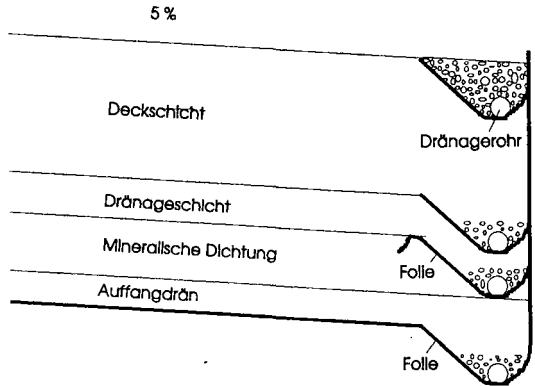 5 %
Deckschicht
Dränagerohr
Dränageschicht
Mineralische Dichtung
Folie
Auffangdrän
Folie